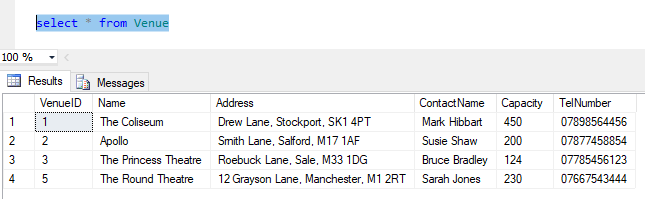 select * from Venue
100 %
Results Messages
VenueID Name Address ContactName Capacity TelNumber
1 1 The Coliseum Drew Lane, Stockport, SK1 4PT Mark Hibbart 450 07898564456
2 2 Apollo Smith Lane, Salford, M17 1AF Susie Shaw 200 07877458854
3 3 The Princess Theatre Roebuck Lane, Sale, M33 1DG Bruce Bradley 124 07785456123
4 5 The Round Theatre 12 Grayson Lane, Manchester, M1 2RT Sarah Jones 230 07667543444